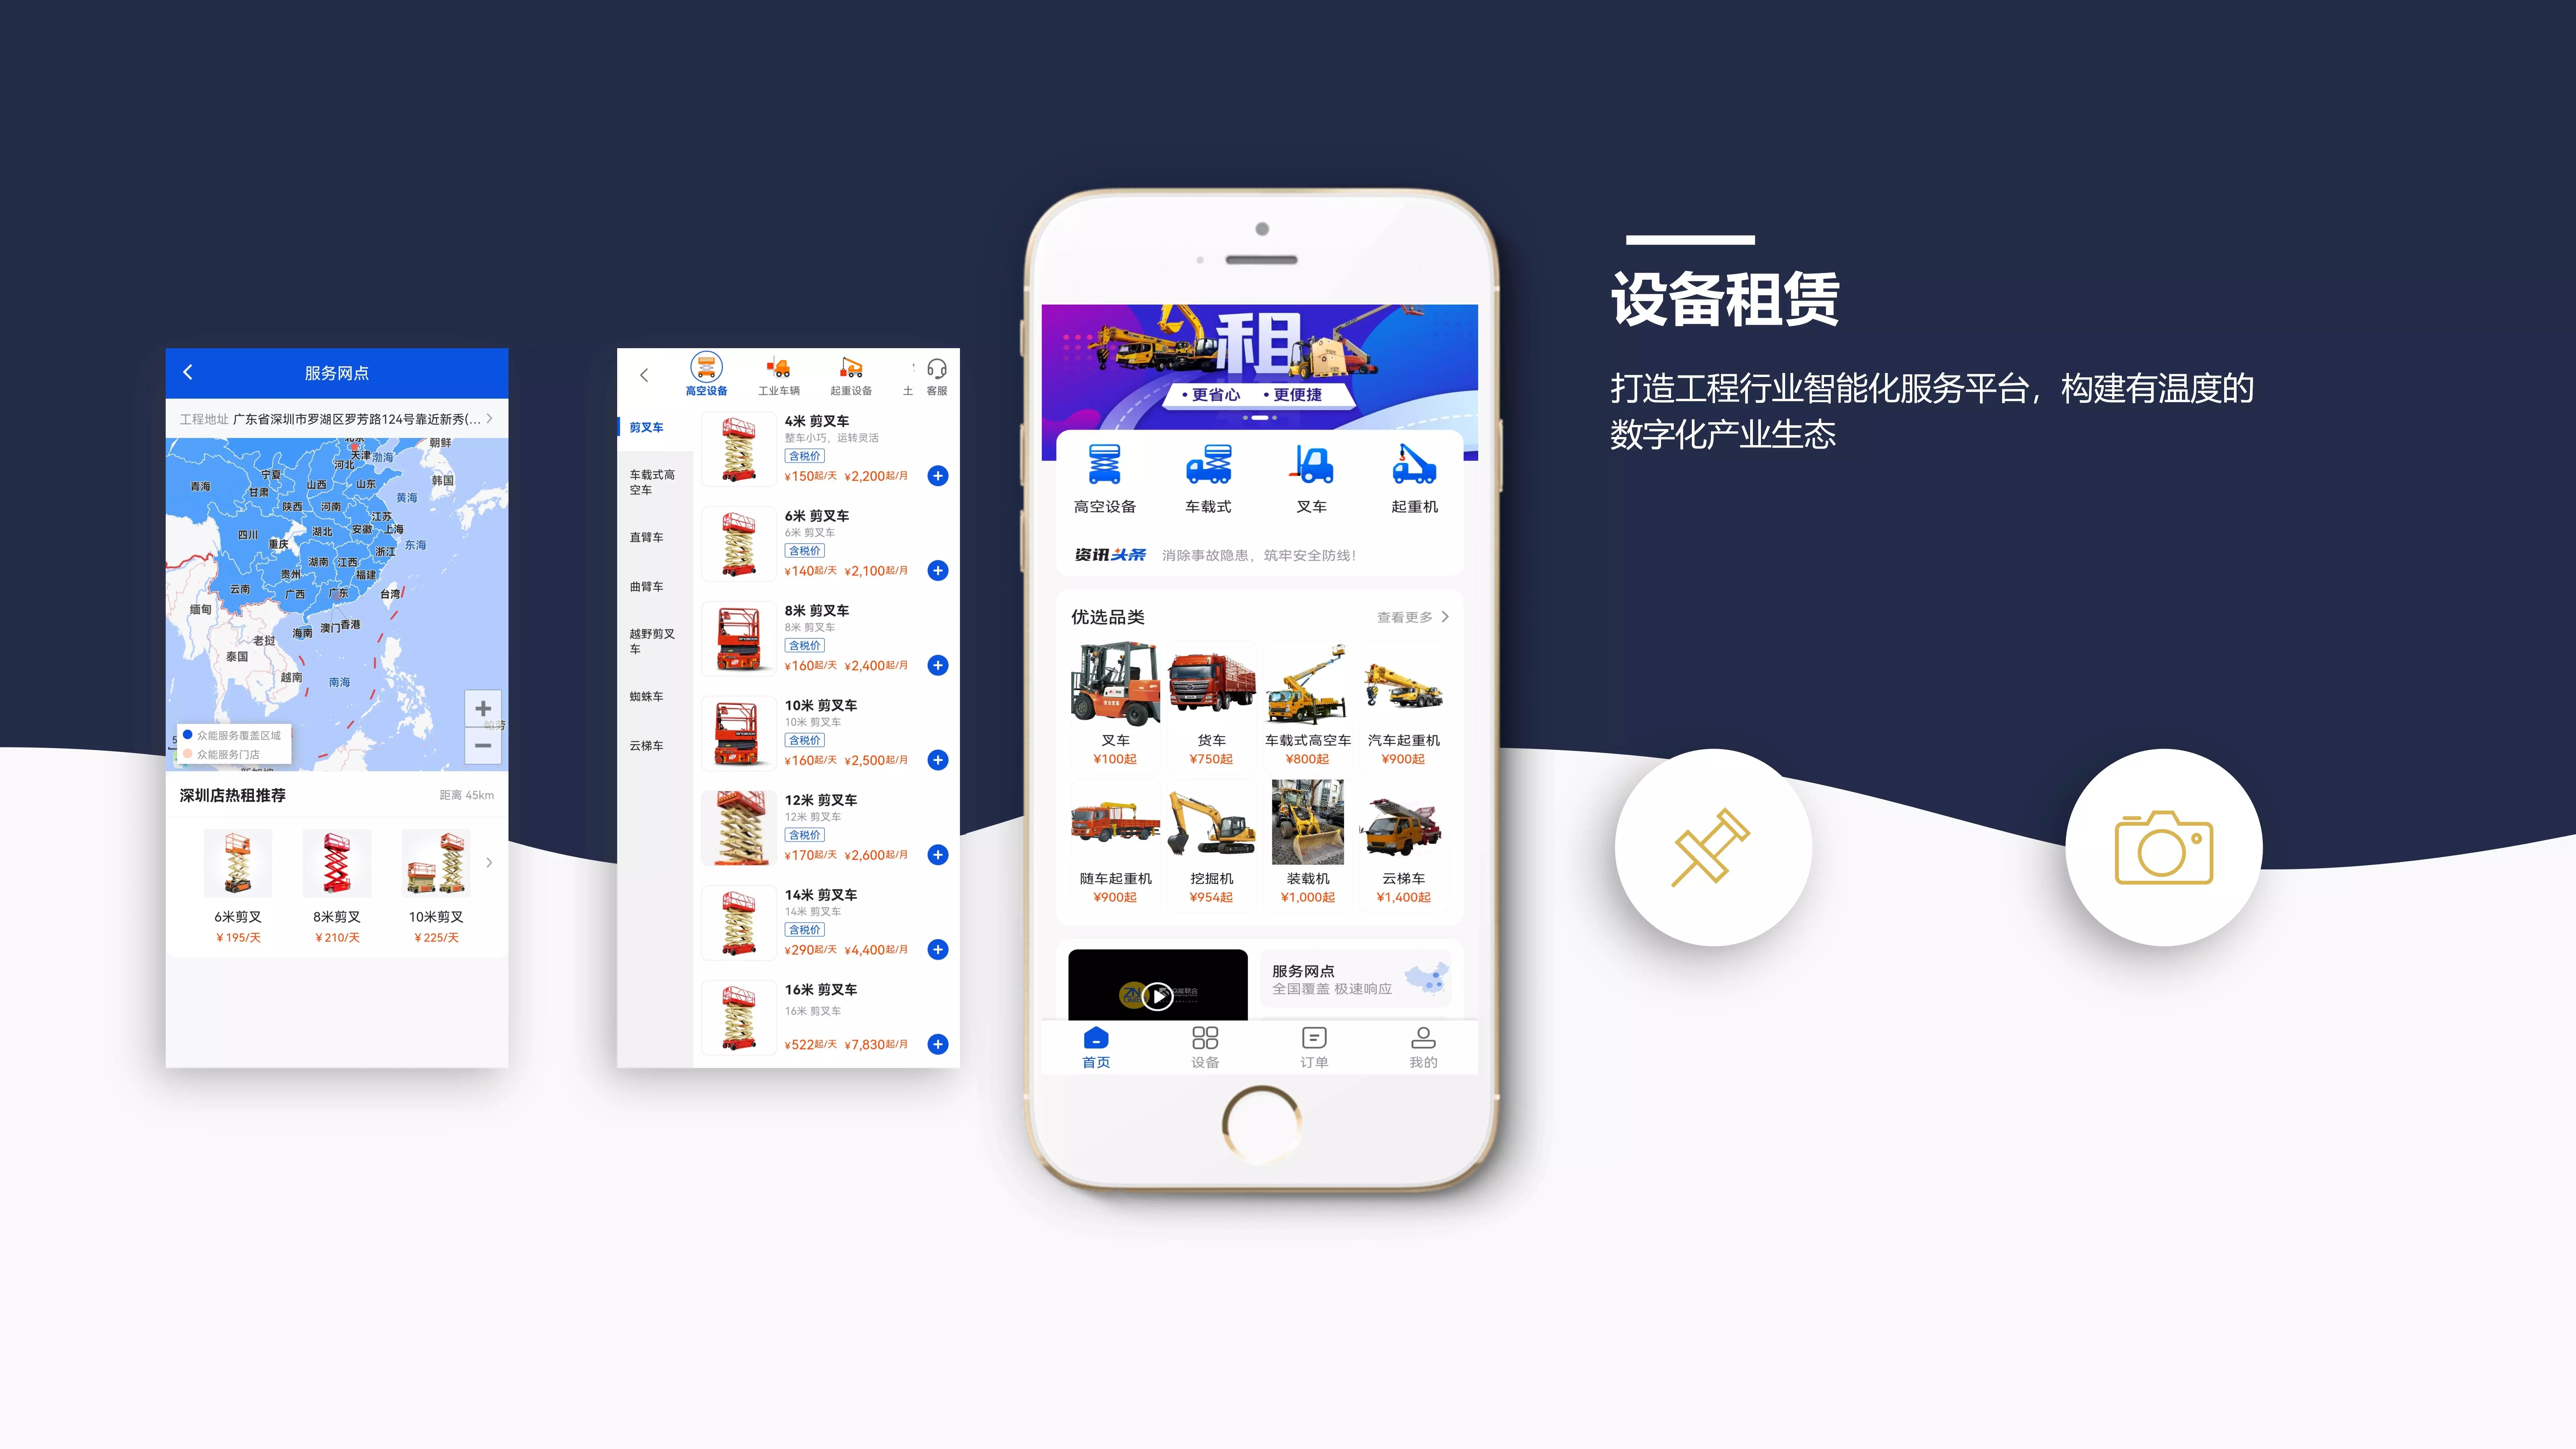 服务网点
工程地址 广东省深圳市罗湖区罗芳路124号靠近新秀(...
朝鲜
天津 渤海
河北
宁夏
山西 山东
韩国
青海
甘肃
黄海
陕西 河南
江苏
安徽 上海
四川
湖北
重庆
浙江
东海
湖南 江西
贵州
福建
云南
广西 广东
台湾
缅甸
海南 澳门 香港
老挝
泰国
越南
南海
众能服务覆盖区域
众能服务门店
深圳店热租推荐
距离 45km
6米剪叉
8米剪叉
10米剪叉
¥195/天
¥210/天
¥225/天
高空设备
工业车辆
起重设备
土
客服
剪叉车
车载式高空车
直臂车
曲臂车
越野剪叉车
蜘蛛车
云梯车
4米 剪叉车
整车小巧，运转灵活
含税价
¥150起/天 ¥2,200起/月
6米 剪叉车
6米 剪叉车
含税价
¥140起/天 ¥2,100起/月
8米 剪叉车
8米 剪叉车
含税价
¥160起/天 ¥2,400起/月
10米 剪叉车
10米 剪叉车
含税价
¥160起/天 ¥2,500起/月
12米 剪叉车
12米 剪叉车
含税价
¥170起/天 ¥2,600起/月
14米 剪叉车
14米 剪叉车
含税价
¥290起/天 ¥4,400起/月
16米 剪叉车
16米 剪叉车
¥522起/天 ¥7,830起/月
租
•更省心 •更便捷
高空设备
车载式
叉车
起重机
资讯头条 消除事故隐患，筑牢安全防线！
优选品类
查看更多
叉车
货车
车载式高空车
汽车起重机
¥100起
¥750起
¥800起
¥900起
随车起重机
挖掘机
装载机
云梯车
¥900起
¥954起
¥1,000起
¥1,400起
服务网点
全国覆盖 极速响应
首页
设备
订单
我的
设备租赁
打造工程行业智能化服务平台，构建有温度的
数字化产业生态